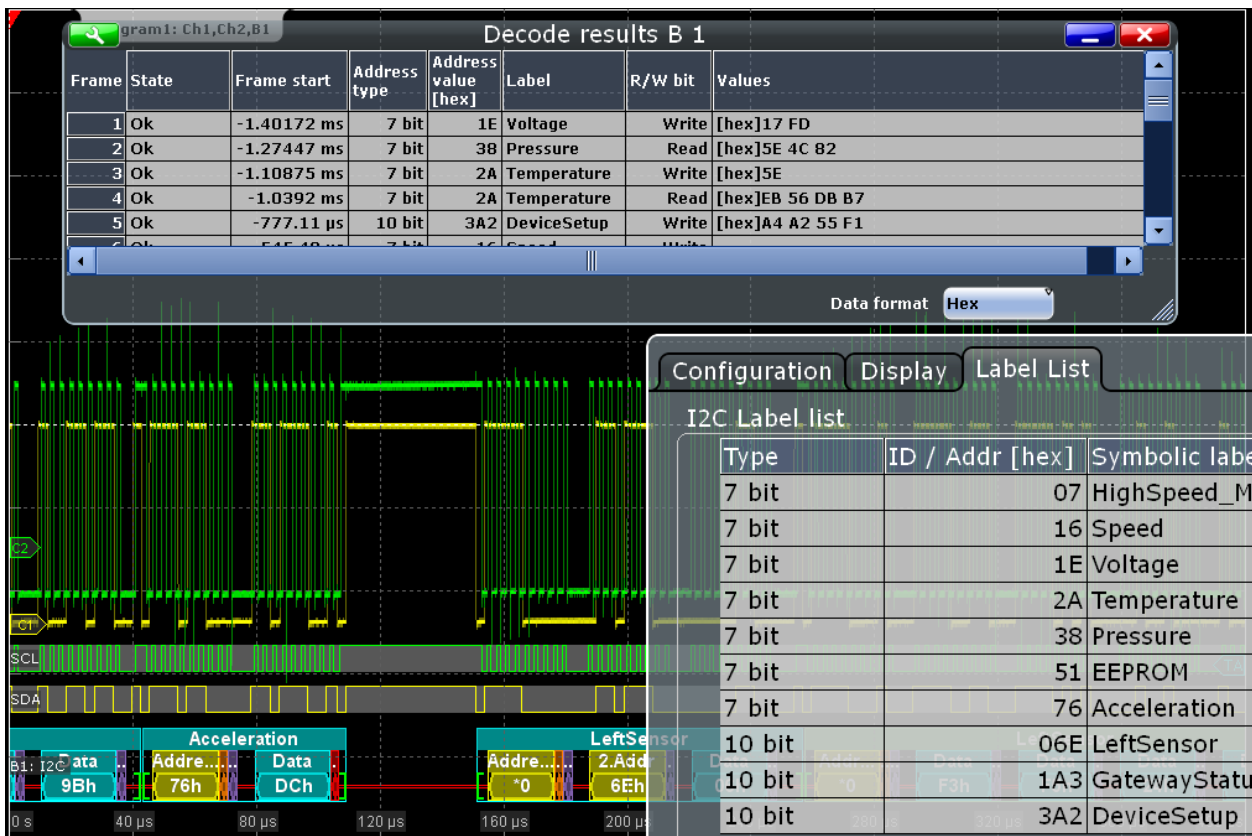 gram1: Ch1,Ch2,B1
Decode results B 1
Frame State Frame start Address type Address value [hex] Label R/W bit Values
1 Ok -1.40172 ms 7 bit 1E Voltage Write [hex]17 FD
2 Ok -1.27447 ms 7 bit 38 Pressure Read [hex]5E 4C 82
3 Ok -1.10875 ms 7 bit 2A Temperature Write [hex]5E
4 Ok -1.0392 ms 7 bit 2A Temperature Read [hex]EB 56 DB B7
5 Ok -777.11 µs 10 bit 3A2 DeviceSetup Write [hex]A4 A2 55 F1
Data format Hex
Configuration Display Label List
I2C Label list
Type ID / Addr [hex] Symbolic labe
7 bit 07 HighSpeed_M
7 bit 16 Speed
7 bit 1E Voltage
7 bit 2A Temperature
7 bit 38 Pressure
7 bit 51 EEPROM
7 bit 76 Acceleration
10 bit 06E LeftSensor
10 bit 1A3 GatewayStatu
10 bit 3A2 DeviceSetup
C2
C1
SCL
SDA
Acceleration LeftSensor
B1: I2C ata Addre... Data Addre... 2.Addr
9Bh 76h DCh *0 6Eh *0 F3h
0 s 40 µs 80 µs 120 µs 160 µs 200 µs 280 µs 320 µs